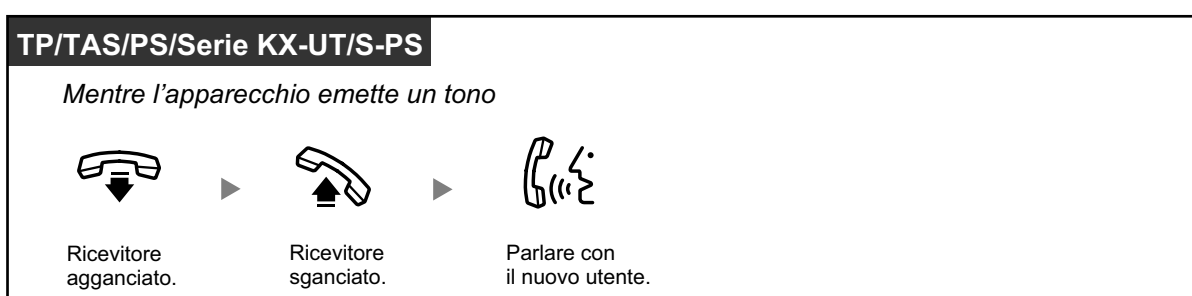 TP/TAS/PS/Serie KX-UT/S-PS
Mentre l'apparecchio emette un tono
Ricevitore
agganciato.
Ricevitore
sganciato.
Parlare con
il nuovo utente.